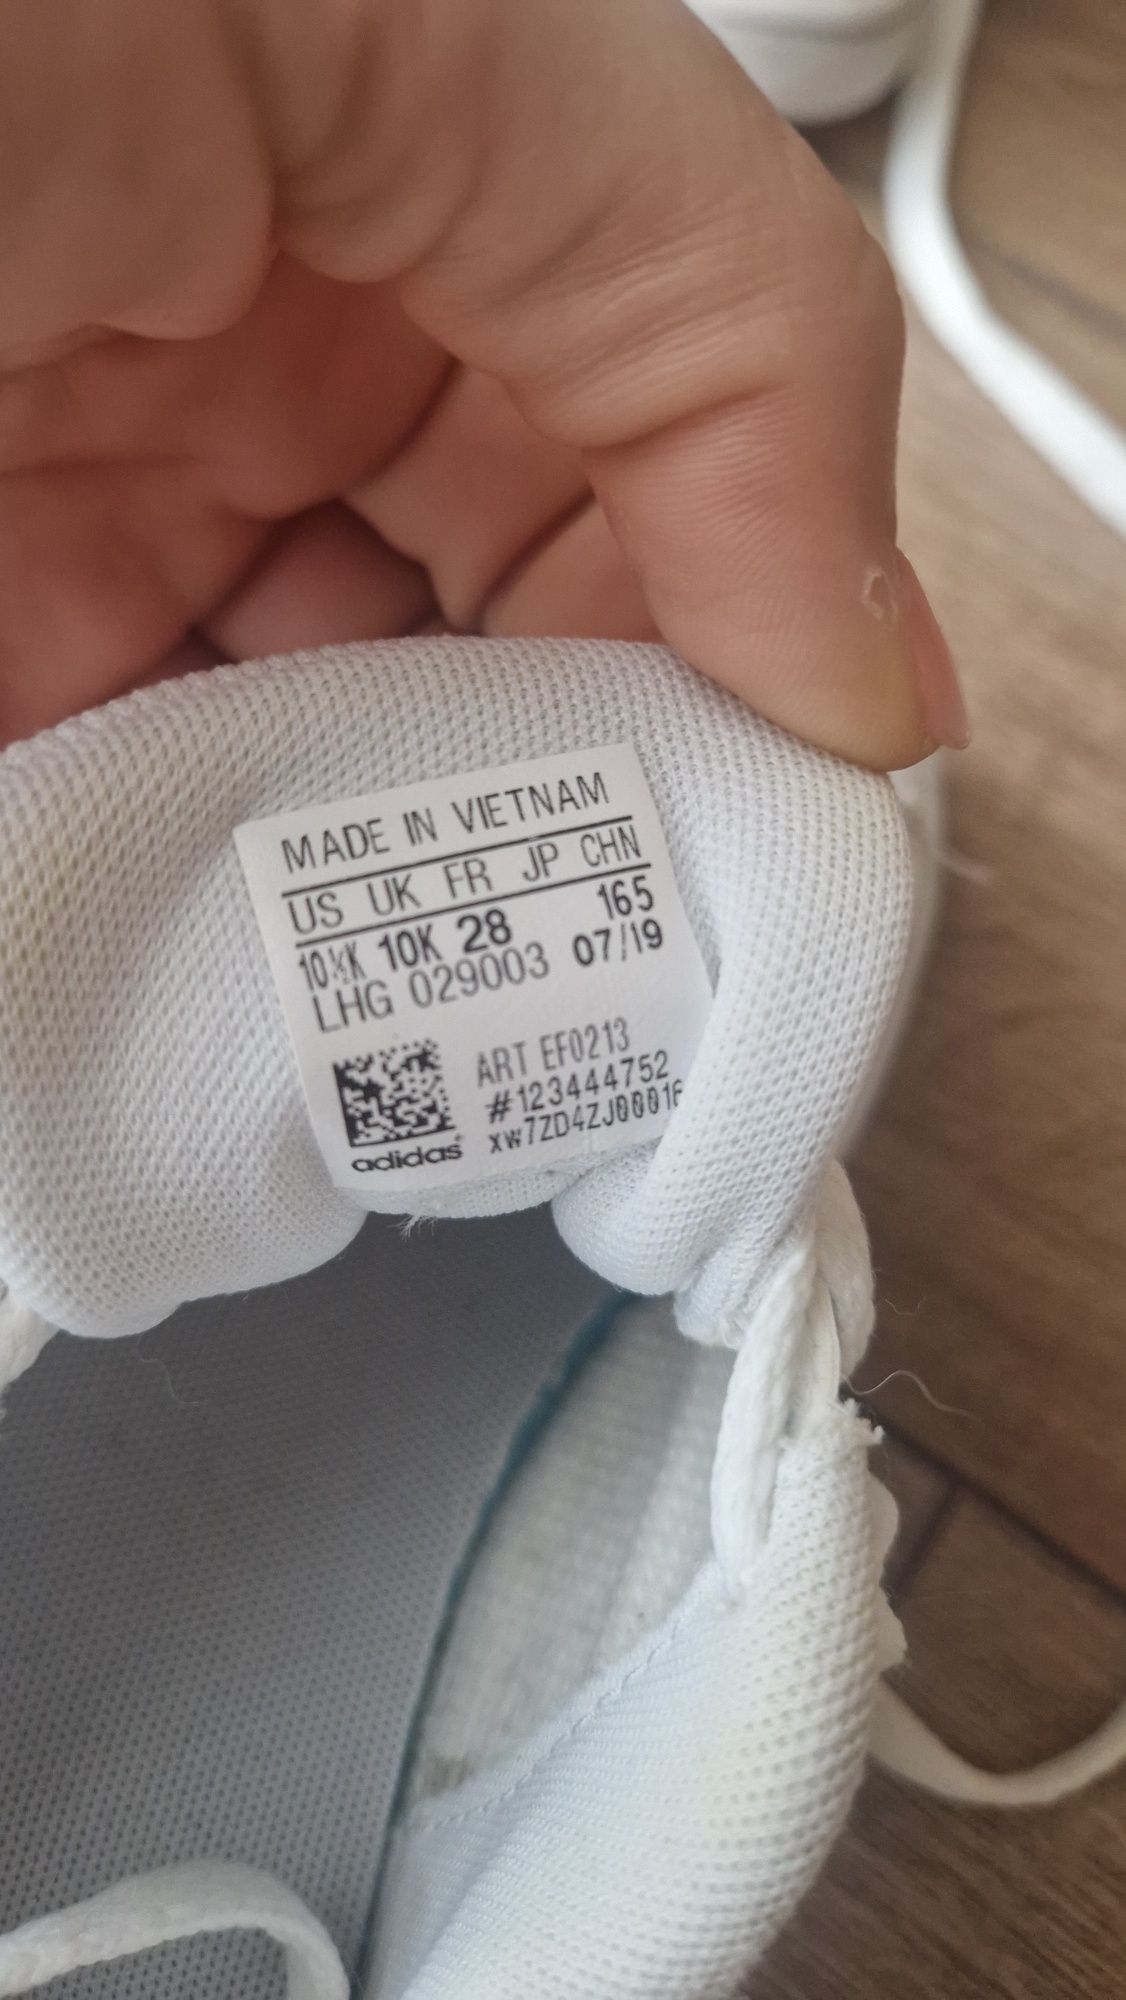 MADE IN VIETNAM
US UK FR JP CHN
10½K 10K 28 165
LHG 029003 07/19
ART EF0213
#123444752
xw7ZD4ZJ00016
adidas